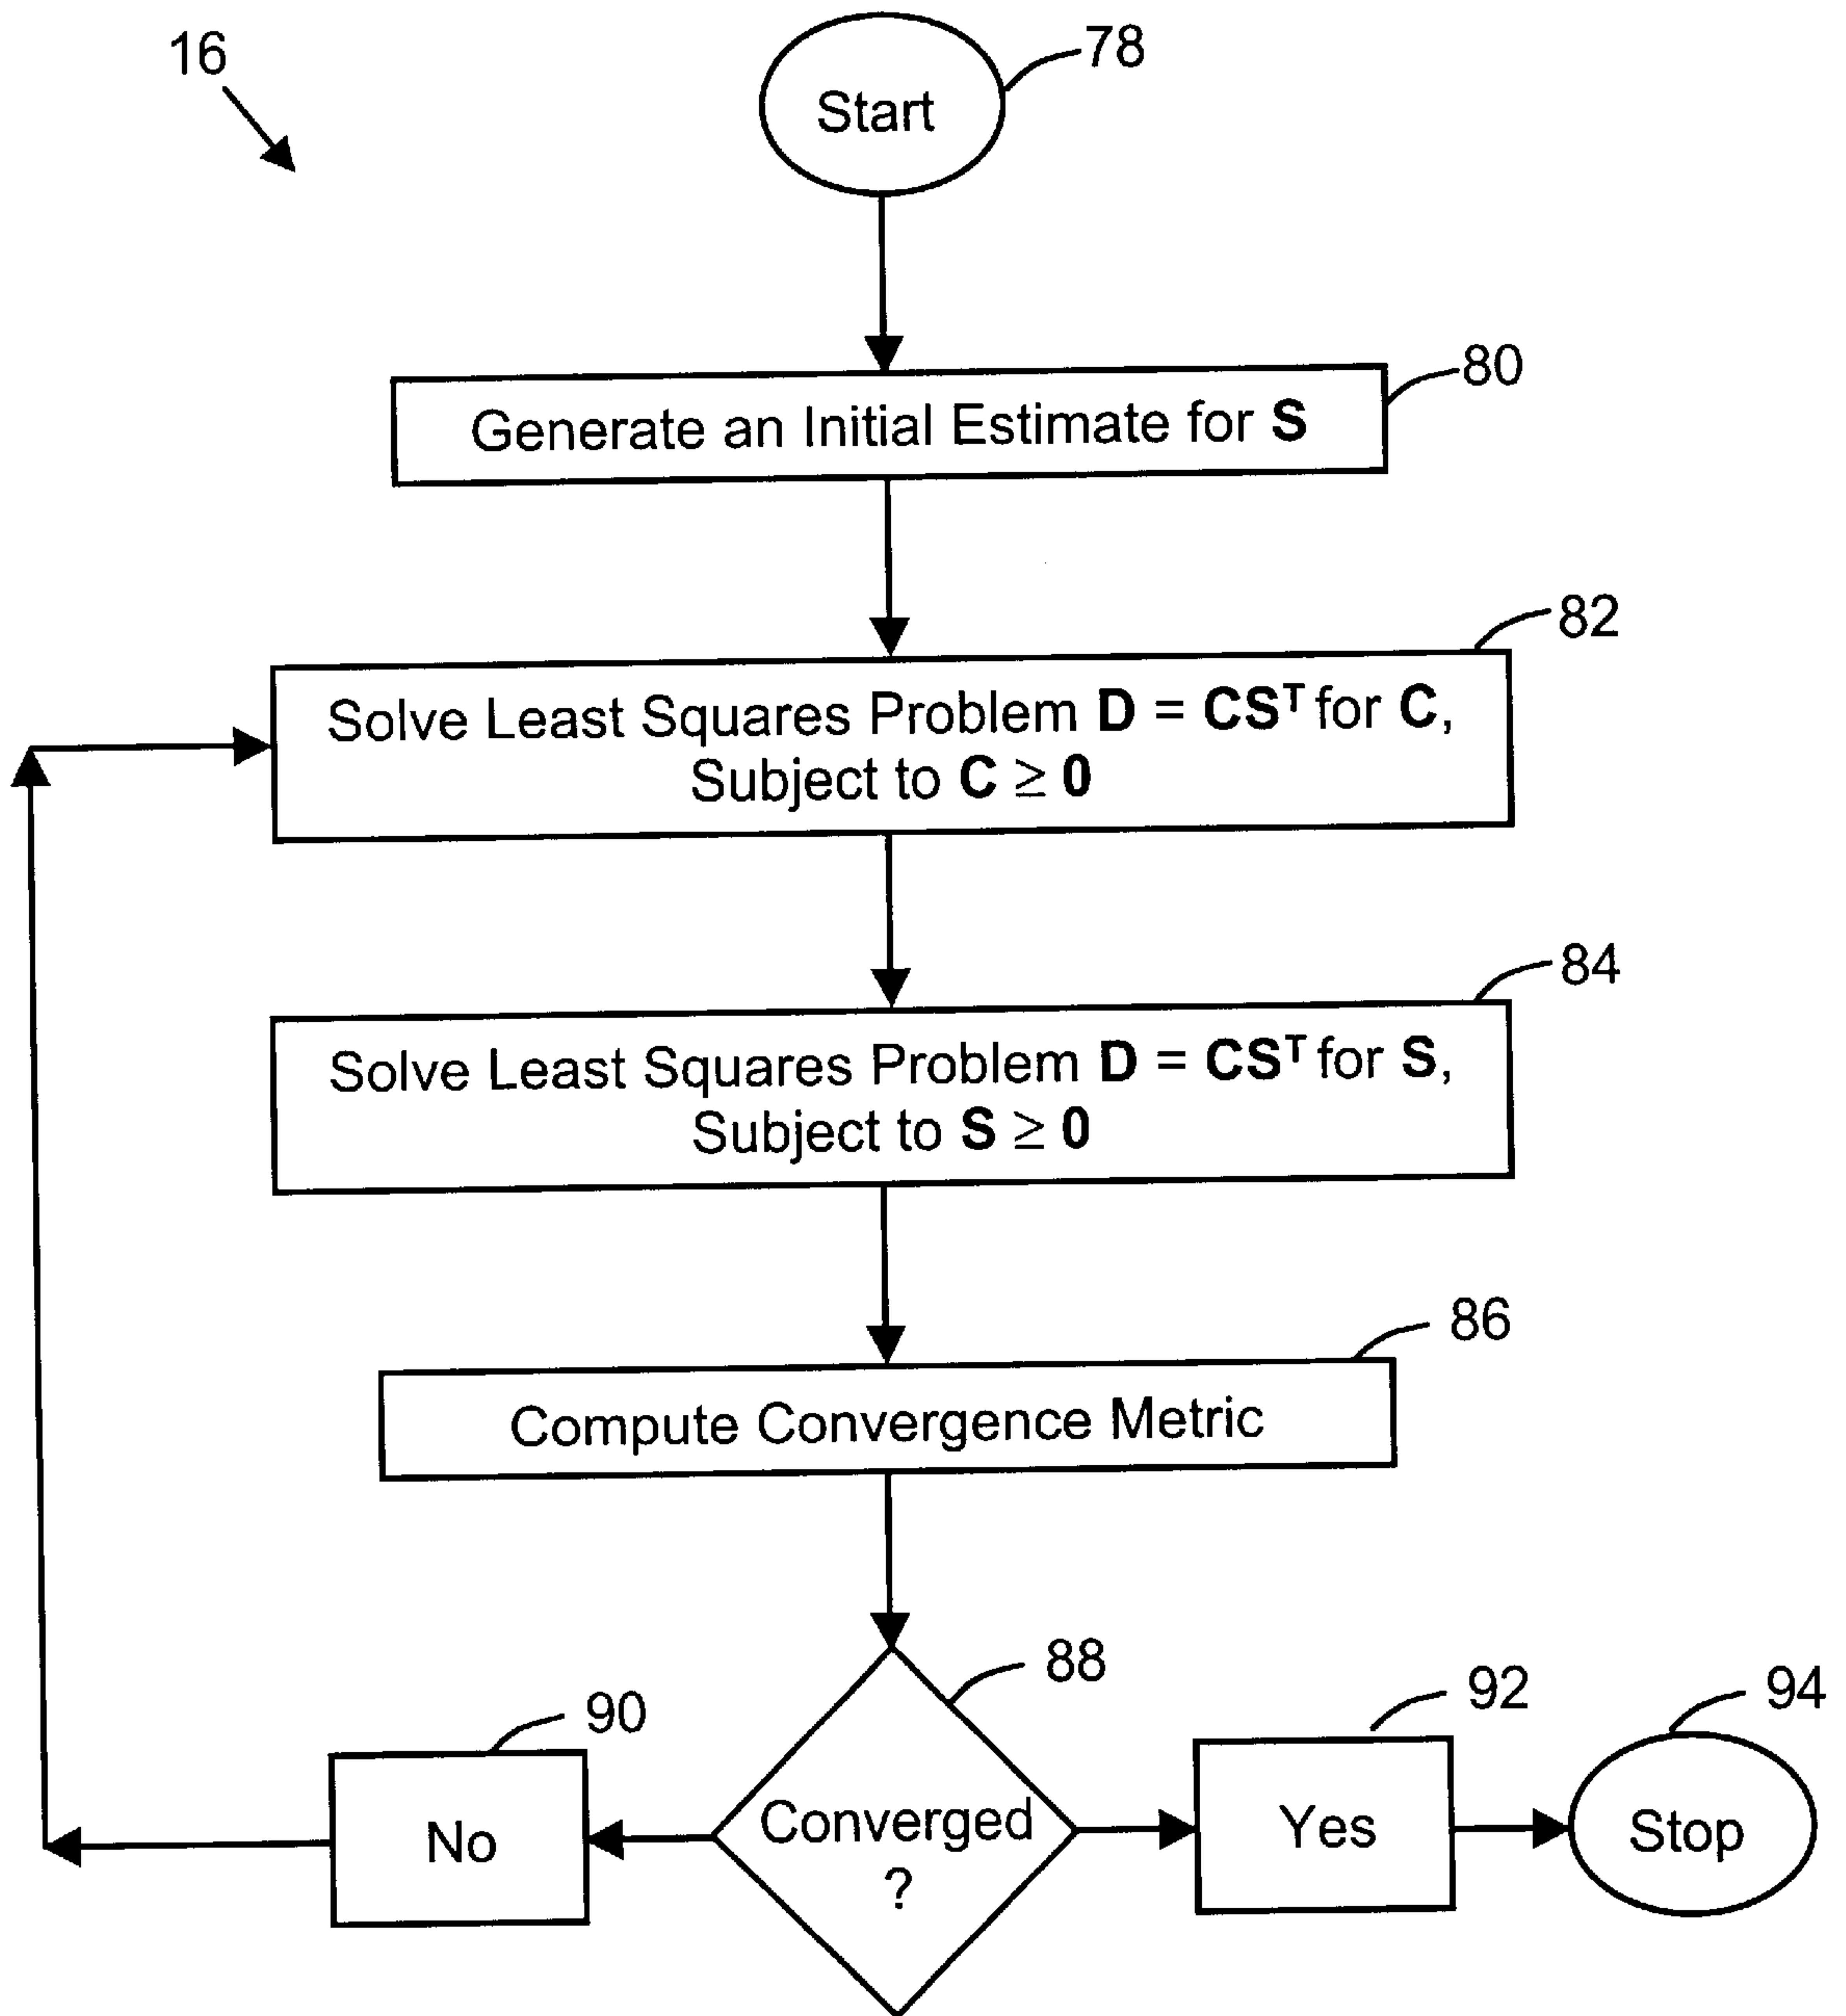 16
78
Start
80
Generate an Initial Estimate for S
82
Solve Least Squares Problem D = CSᵀ for C,
Subject to C ≥ 0
84
Solve Least Squares Problem D = CSᵀ for S,
Subject to S ≥ 0
86
Compute Convergence Metric
88
90
92
94
No
Converged
?
Yes
Stop